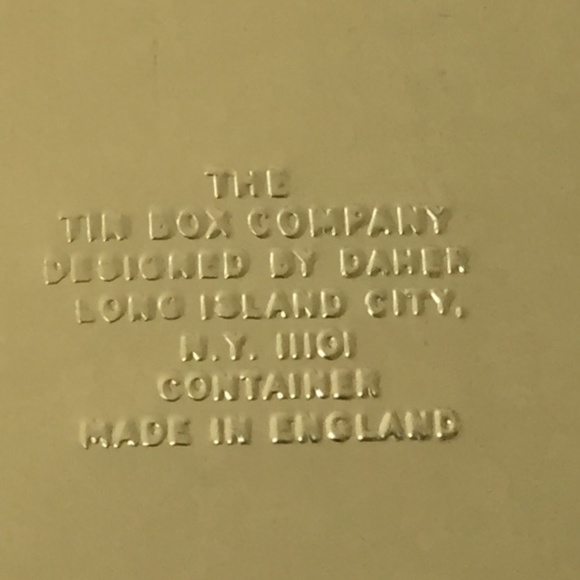 THE
TIN BOX COMPANY
DESIGNED BY DAHER
LONG ISLAND CITY,
N.Y. 11101
CONTAINER
MADE IN ENGLAND